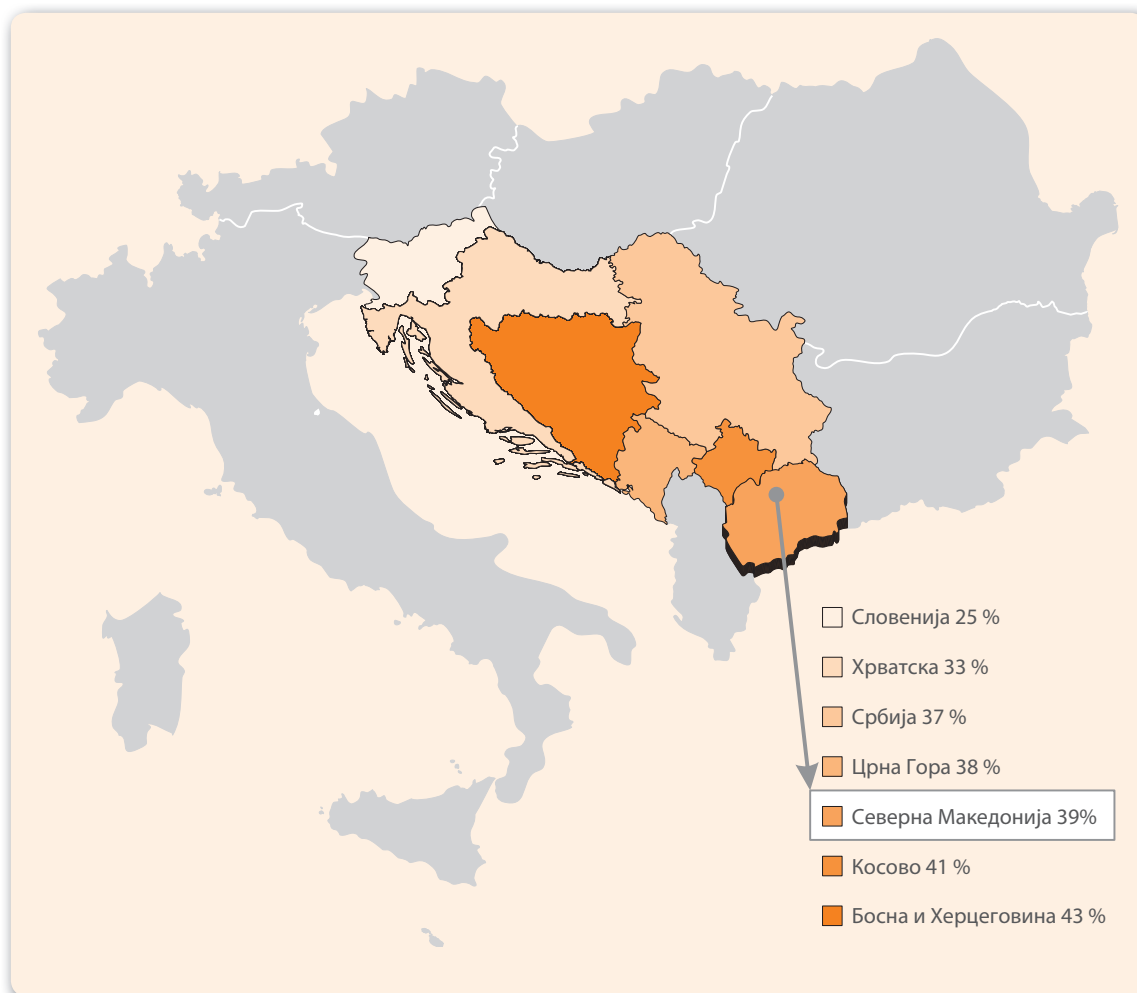 Словенија 25 %
Хрватска 33 %
Србија 37 %
Црна Гора 38 %
Северна Македонија 39%
Косово 41 %
Босна и Херцеговина 43 %